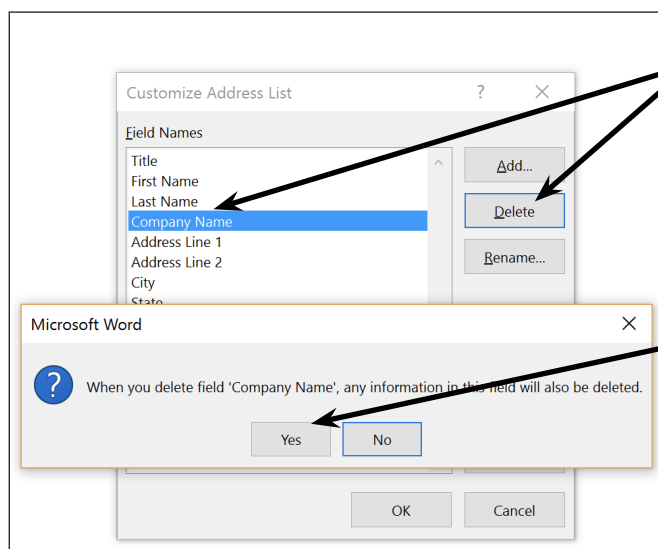 Customize Address List ?
Field Names
Title
First Name
Last Name
Company Name
Address Line 1
Address Line 2
City
State
Add...
Delete
Rename...
Microsoft Word
? When you delete field 'Company Name', any information in this field will also be deleted.
Yes No
OK Cancel